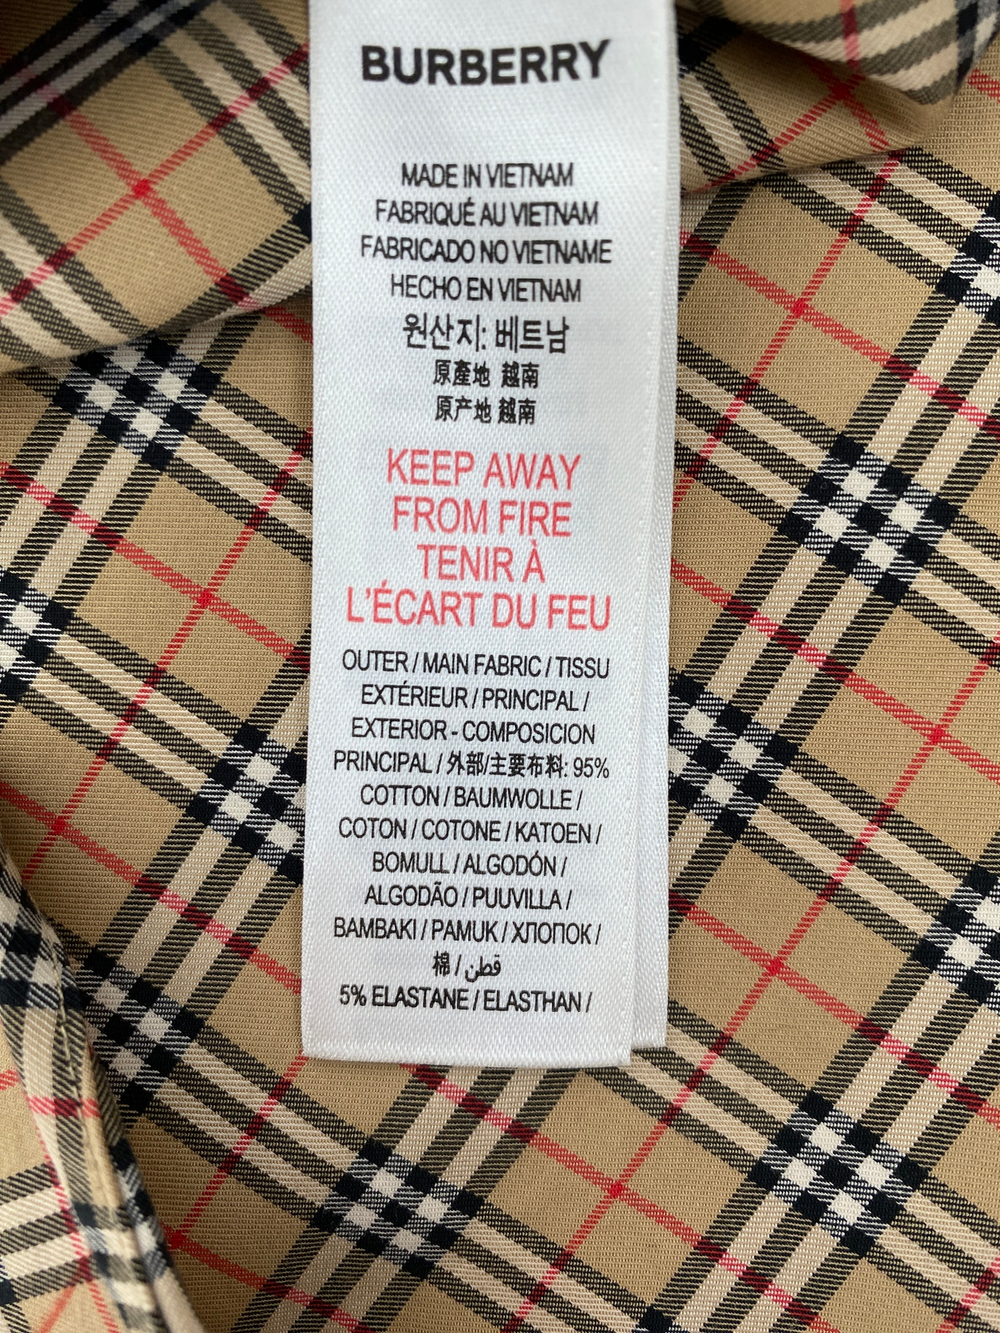 BURBERRY
MADE IN VIETNAM
FABRIQUÉ AU VIETNAM
FABRICADO NO VIETNAME
HECHO EN VIETNAM
원산지: 베트남
原產地 越南
原产地 越南
KEEP AWAY
FROM FIRE
TENIR À
L'ÉCART DU FEU
OUTER / MAIN FABRIC / TISSU
EXTÉRIEUR / PRINCIPAL /
EXTERIOR - COMPOSICION
PRINCIPAL / 外部/主要布料: 95%
COTTON / BAUMWOLLE /
COTON / COTONE / KATOEN /
BOMULL / ALGODÓN /
ALGODÃO / PUUVILLA /
BAMBAKI / PAMUK / ХЛОПОК /
棉 / قطن
5% ELASTANE / ELASTHAN /